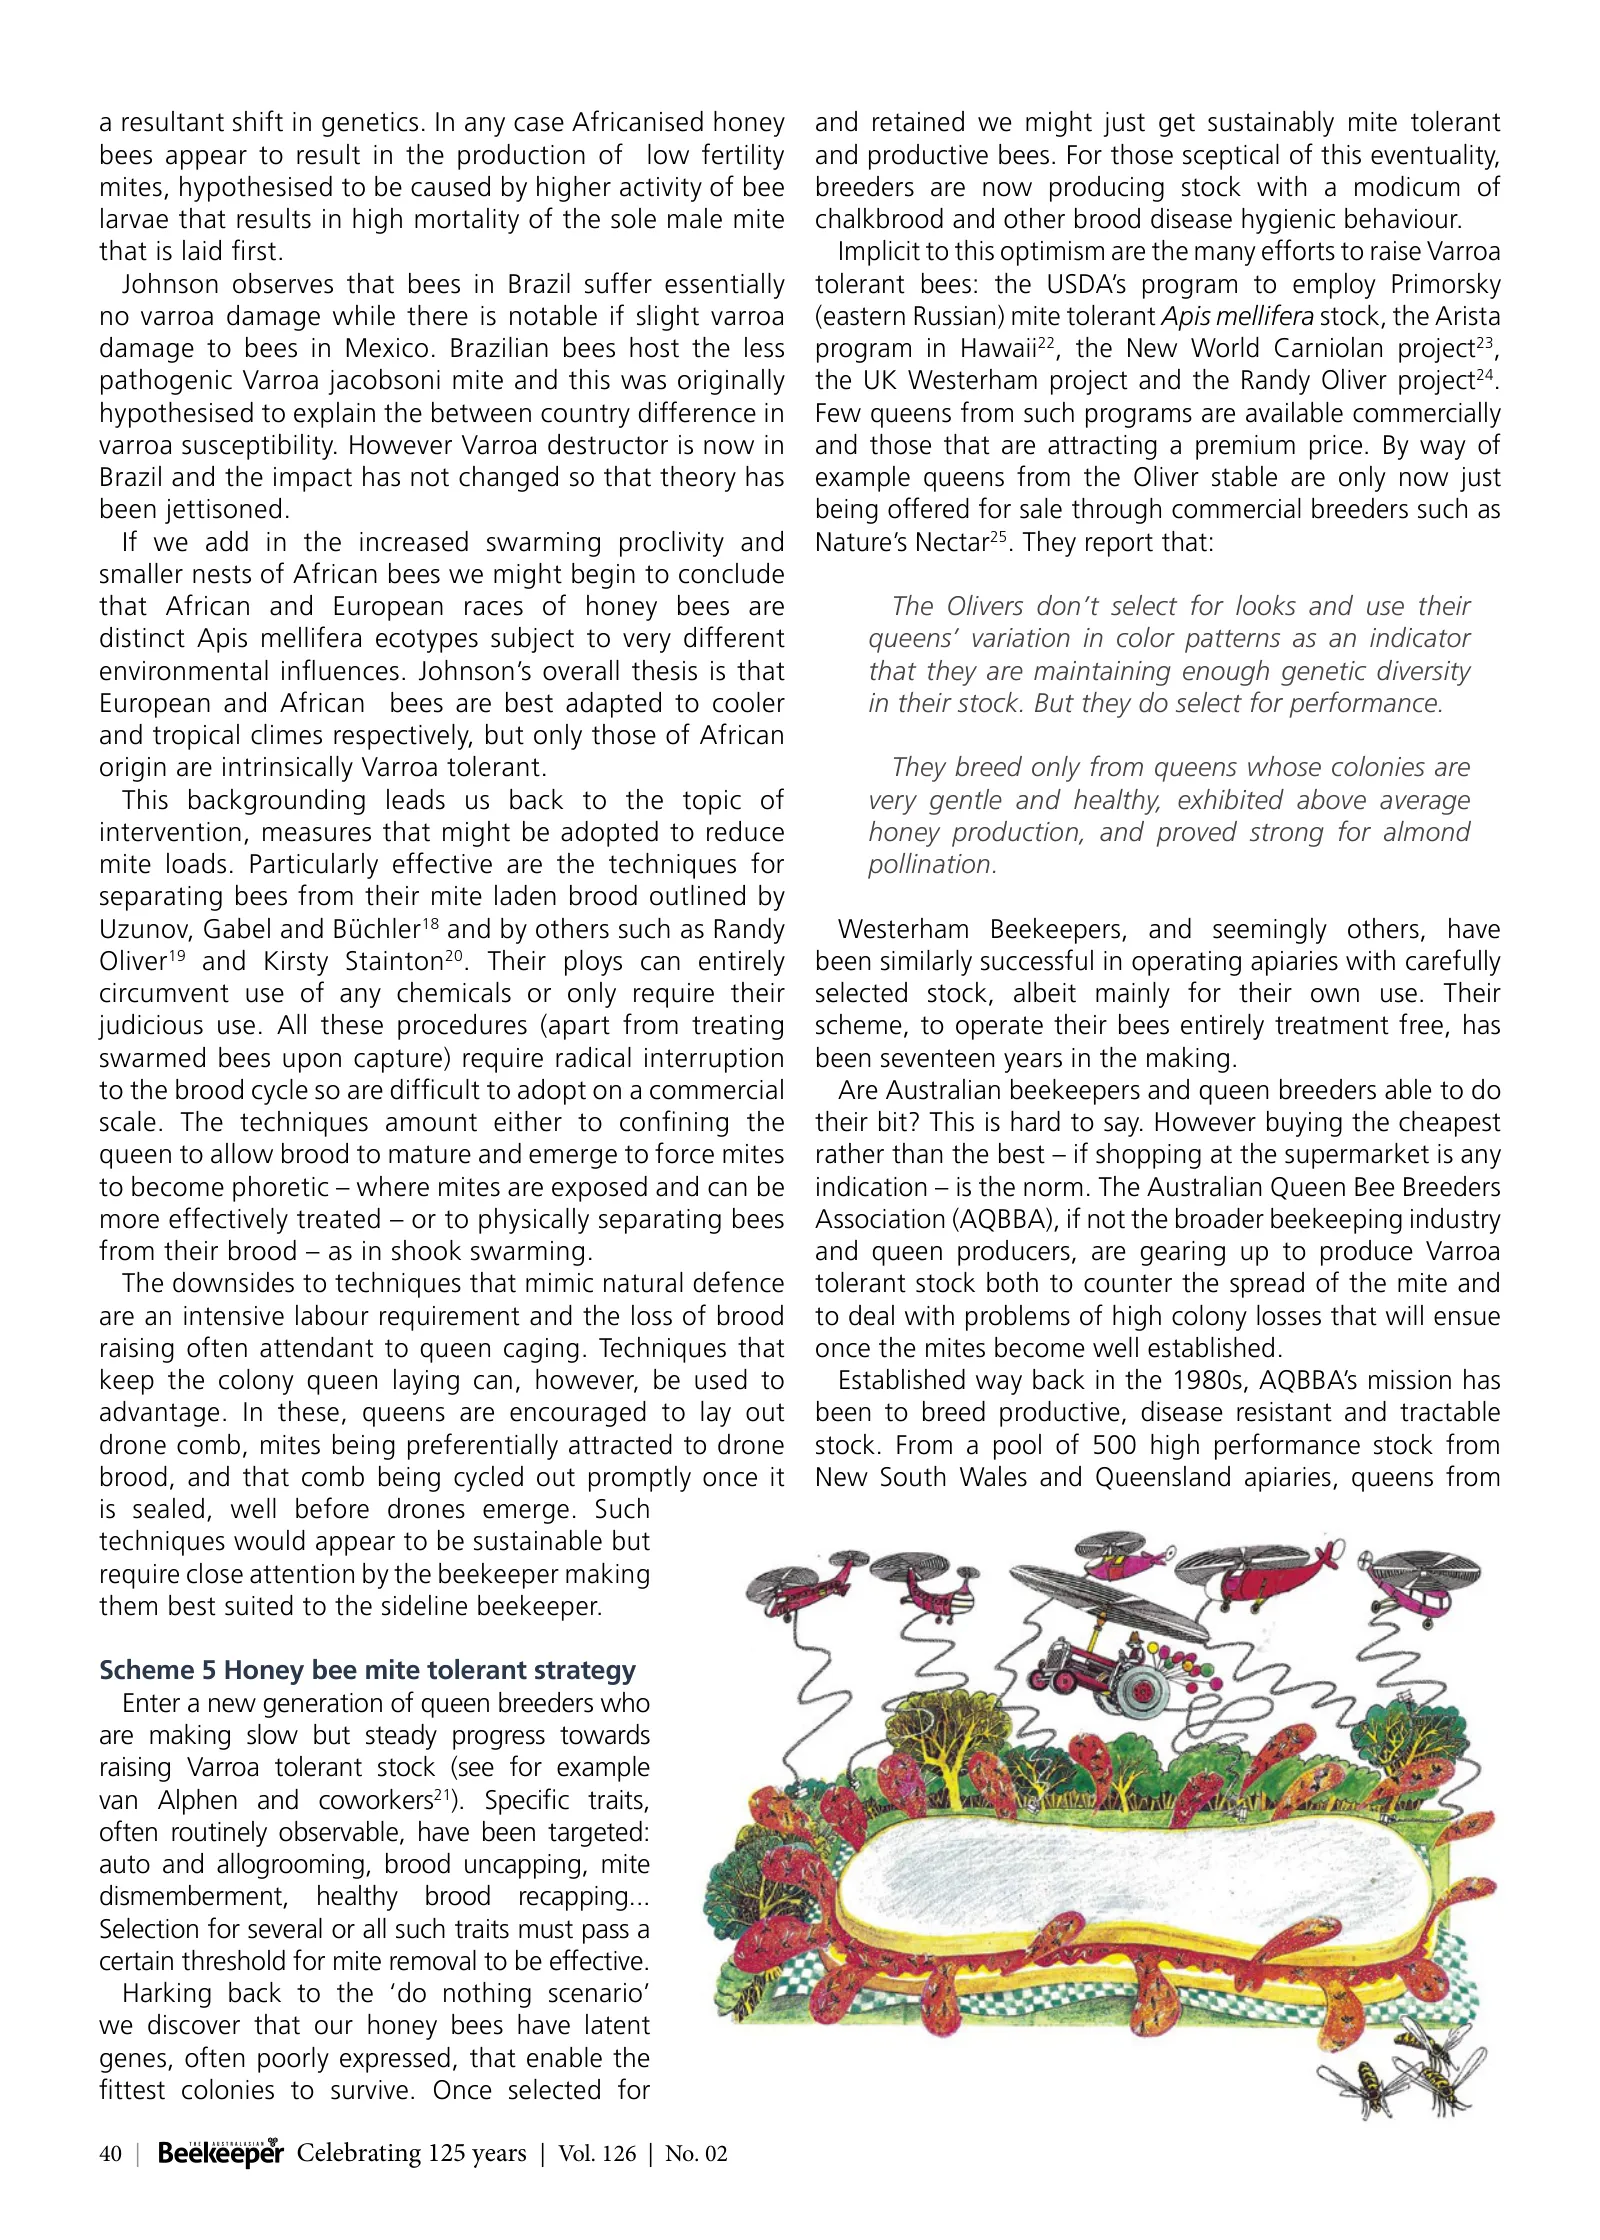 a resultant shift in genetics. In any case Africanised honey
bees appear to result in the production of  low fertility
mites, hypothesised to be caused by higher activity of bee
larvae that results in high mortality of the sole male mite
that is laid first.
Johnson observes that bees in Brazil suffer essentially
no varroa damage while there is notable if slight varroa
damage to bees in Mexico. Brazilian bees host the less
pathogenic Varroa jacobsoni mite and this was originally
hypothesised to explain the between country difference in
varroa susceptibility. However Varroa destructor is now in
Brazil and the impact has not changed so that theory has
been jettisoned.
If we add in the increased swarming proclivity and
smaller nests of African bees we might begin to conclude
that African and European races of honey bees are
distinct Apis mellifera ecotypes subject to very different
environmental influences. Johnson’s overall thesis is that
European and African  bees are best adapted to cooler
and tropical climes respectively, but only those of African
origin are intrinsically Varroa tolerant.
This backgrounding leads us back to the topic of
intervention, measures that might be adopted to reduce
mite loads. Particularly effective are the techniques for
separating bees from their mite laden brood outlined by
Uzunov, Gabel and Büchler¹⁸ and by others such as Randy
Oliver¹⁹ and Kirsty Stainton²⁰. Their ploys can entirely
circumvent use of any chemicals or only require their
judicious use. All these procedures (apart from treating
swarmed bees upon capture) require radical interruption
to the brood cycle so are difficult to adopt on a commercial
scale. The techniques amount either to confining the
queen to allow brood to mature and emerge to force mites
to become phoretic – where mites are exposed and can be
more effectively treated – or to physically separating bees
from their brood – as in shook swarming.
The downsides to techniques that mimic natural defence
are an intensive labour requirement and the loss of brood
raising often attendant to queen caging. Techniques that
keep the colony queen laying can, however, be used to
advantage. In these, queens are encouraged to lay out
drone comb, mites being preferentially attracted to drone
brood, and that comb being cycled out promptly once it
is sealed, well before drones emerge. Such
techniques would appear to be sustainable but
require close attention by the beekeeper making
them best suited to the sideline beekeeper.
Scheme 5 Honey bee mite tolerant strategy
Enter a new generation of queen breeders who
are making slow but steady progress towards
raising Varroa tolerant stock (see for example
van Alphen and coworkers²¹). Specific traits,
often routinely observable, have been targeted:
auto and allogrooming, brood uncapping, mite
dismemberment, healthy brood recapping...
Selection for several or all such traits must pass a
certain threshold for mite removal to be effective.
Harking back to the ‘do nothing scenario’
we discover that our honey bees have latent
genes, often poorly expressed, that enable the
fittest colonies to survive. Once selected for
and retained we might just get sustainably mite tolerant
and productive bees. For those sceptical of this eventuality,
breeders are now producing stock with a modicum of
chalkbrood and other brood disease hygienic behaviour.
Implicit to this optimism are the many efforts to raise Varroa
tolerant bees: the USDA’s program to employ Primorsky
(eastern Russian) mite tolerant Apis mellifera stock, the Arista
program in Hawaii²², the New World Carniolan project²³,
the UK Westerham project and the Randy Oliver project²⁴.
Few queens from such programs are available commercially
and those that are attracting a premium price. By way of
example queens from the Oliver stable are only now just
being offered for sale through commercial breeders such as
Nature’s Nectar²⁵. They report that:
The Olivers don’t select for looks and use their
queens’ variation in color patterns as an indicator
that they are maintaining enough genetic diversity
in their stock. But they do select for performance.
They breed only from queens whose colonies are
very gentle and healthy, exhibited above average
honey production, and proved strong for almond
pollination.
Westerham Beekeepers, and seemingly others, have
been similarly successful in operating apiaries with carefully
selected stock, albeit mainly for their own use. Their
scheme, to operate their bees entirely treatment free, has
been seventeen years in the making.
Are Australian beekeepers and queen breeders able to do
their bit? This is hard to say. However buying the cheapest
rather than the best – if shopping at the supermarket is any
indication – is the norm. The Australian Queen Bee Breeders
Association (AQBBA), if not the broader beekeeping industry
and queen producers, are gearing up to produce Varroa
tolerant stock both to counter the spread of the mite and
to deal with problems of high colony losses that will ensue
once the mites become well established.
Established way back in the 1980s, AQBBA’s mission has
been to breed productive, disease resistant and tractable
stock. From a pool of 500 high performance stock from
New South Wales and Queensland apiaries, queens from
40 | THE AUSTRALASIAN Beekeeper Celebrating 125 years | Vol. 126 | No. 02